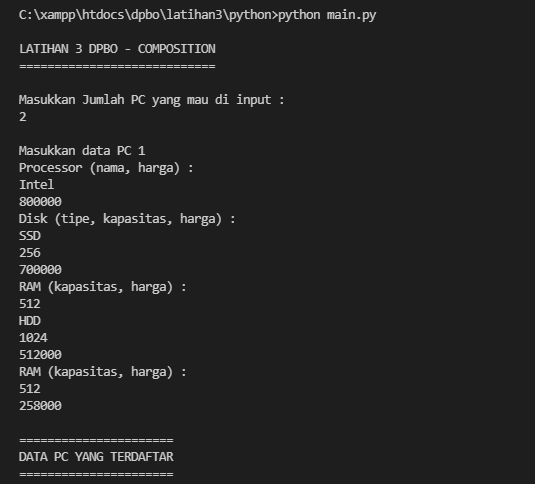 C:\xampp\htdocs\dpbo\latihan3\python>python main.py
LATIHAN 3 DPBO - COMPOSITION
============================
Masukkan Jumlah PC yang mau di input :
2
Masukkan data PC 1
Processor (nama, harga) :
Intel
800000
Disk (tipe, kapasitas, harga) :
SSD
256
700000
RAM (kapasitas, harga) :
512
HDD
1024
512000
RAM (kapasitas, harga) :
512
258000
======================
DATA PC YANG TERDAFTAR
======================